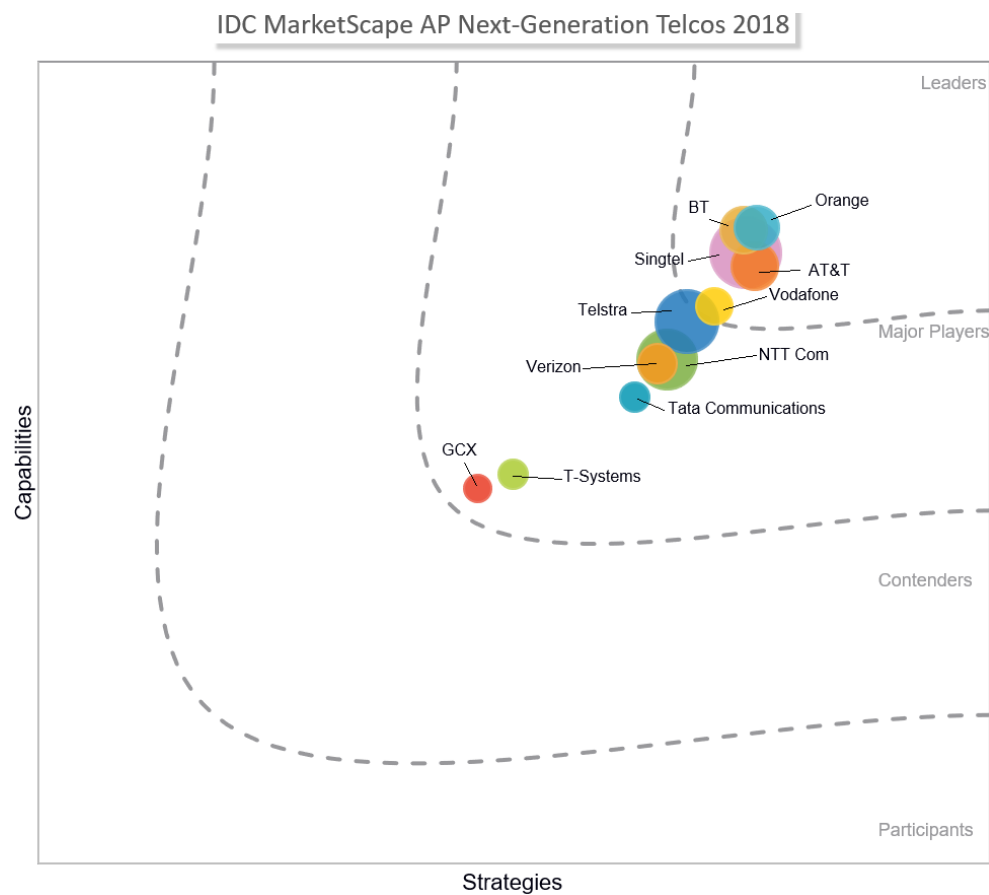 IDC MarketScape AP Next-Generation Telcos 2018
Leaders
Orange
BT
Singtel
AT&T
Vodafone
Telstra
Major Players
NTT Com
Verizon
Tata Communications
GCX
T-Systems
Capabilities
Contenders
Participants
Strategies